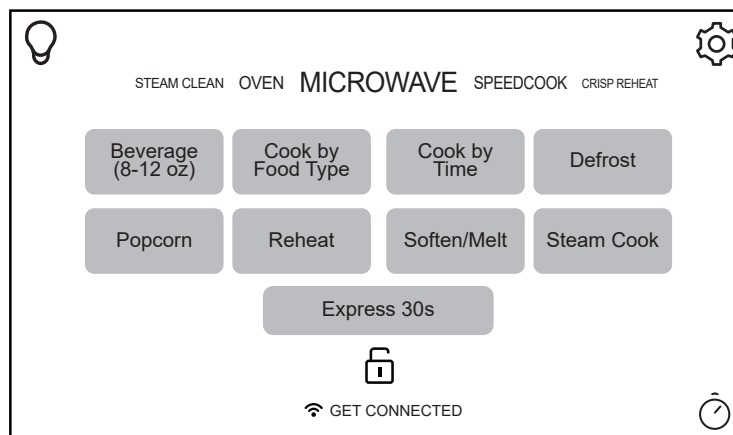 STEAM CLEAN OVEN MICROWAVE SPEEDCOOK CRISP REHEAT
Beverage
(8-12 oz)
Cook by
Food Type
Cook by
Time
Defrost
Popcorn
Reheat
Soften/Melt
Steam Cook
Express 30s
GET CONNECTED